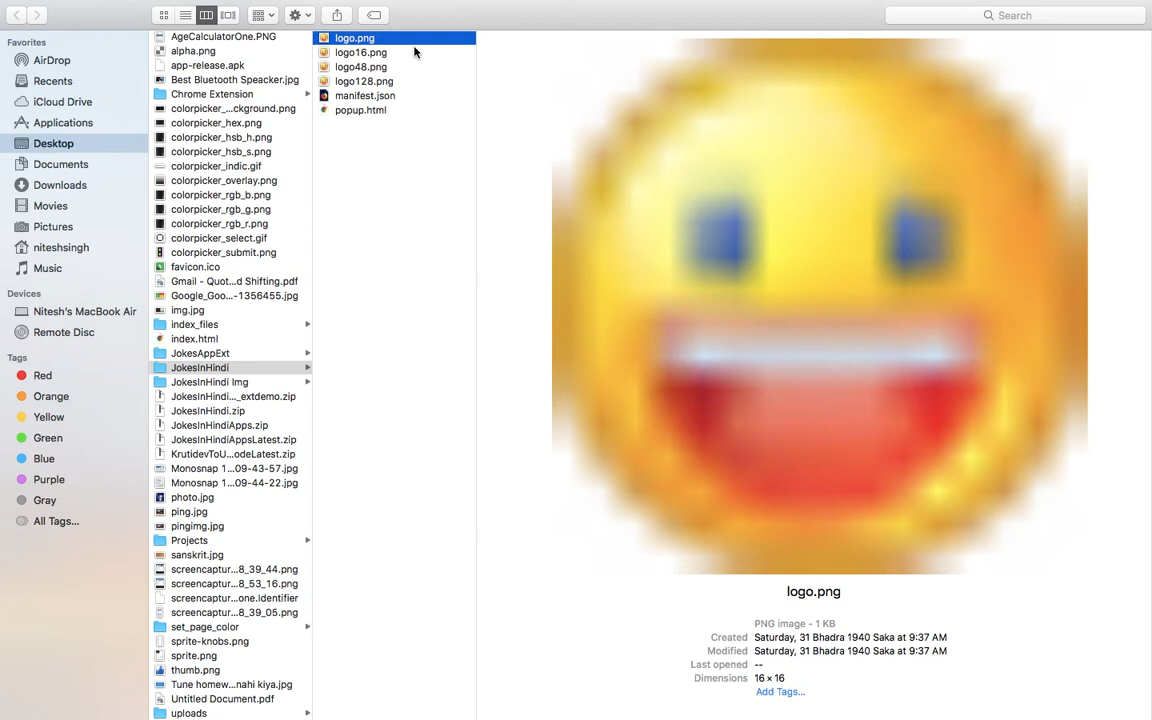 Search
Favorites
AirDrop
Recents
iCloud Drive
Applications
Desktop
Documents
Downloads
Movies
Pictures
niteshsingh
Music
Devices
Nitesh's MacBook Air
Remote Disc
Tags
Red
Orange
Yellow
Green
Blue
Purple
Gray
All Tags...
AgeCalculatorOne.PNG
alpha.png
app-release.apk
Best Bluetooth Speacker.jpg
Chrome Extension
colorpicker_...ckground.png
colorpicker_hex.png
colorpicker_hsb_h.png
colorpicker_hsb_s.png
colorpicker_indic.gif
colorpicker_overlay.png
colorpicker_rgb_b.png
colorpicker_rgb_g.png
colorpicker_rgb_r.png
colorpicker_select.gif
colorpicker_submit.png
favicon.ico
Gmail - Quot...d Shifting.pdf
Google_Goo...-1356455.jpg
img.jpg
index_files
index.html
JokesAppExt
JokesInHindi
JokesInHindi Img
JokesInHindi..._extdemo.zip
JokesInHindi.zip
JokesInHindiApps.zip
JokesInHindiAppsLatest.zip
KrutidevToU...odeLatest.zip
Monosnap 1...09-43-57.jpg
Monosnap 1...09-44-22.jpg
photo.jpg
ping.jpg
pingimg.jpg
Projects
sanskrit.jpg
screencaptur...8_39_44.png
screencaptur...8_53_16.png
screencaptur...one.Identifier
screencaptur...8_39_05.png
set_page_color
sprite-knobs.png
sprite.png
thumb.png
Tune homew...nahi kiya.jpg
Untitled Document.pdf
uploads
logo.png
logo16.png
logo48.png
logo128.png
manifest.json
popup.html
logo.png
PNG image - 1 KB
Created Saturday, 31 Bhadra 1940 Saka at 9:37 AM
Modified Saturday, 31 Bhadra 1940 Saka at 9:37 AM
Last opened --
Dimensions 16 × 16
Add Tags...